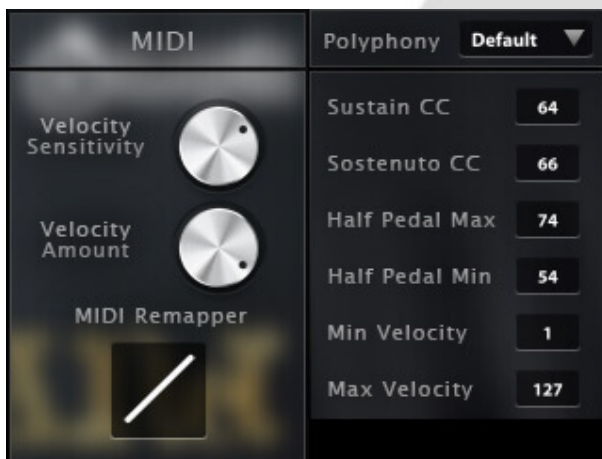 MIDI
Velocity
Sensitivity
Velocity
Amount
MIDI Remapper
Polyphony Default
Sustain CC 64
Sostenuto CC 66
Half Pedal Max 74
Half Pedal Min 54
Min Velocity 1
Max Velocity 127